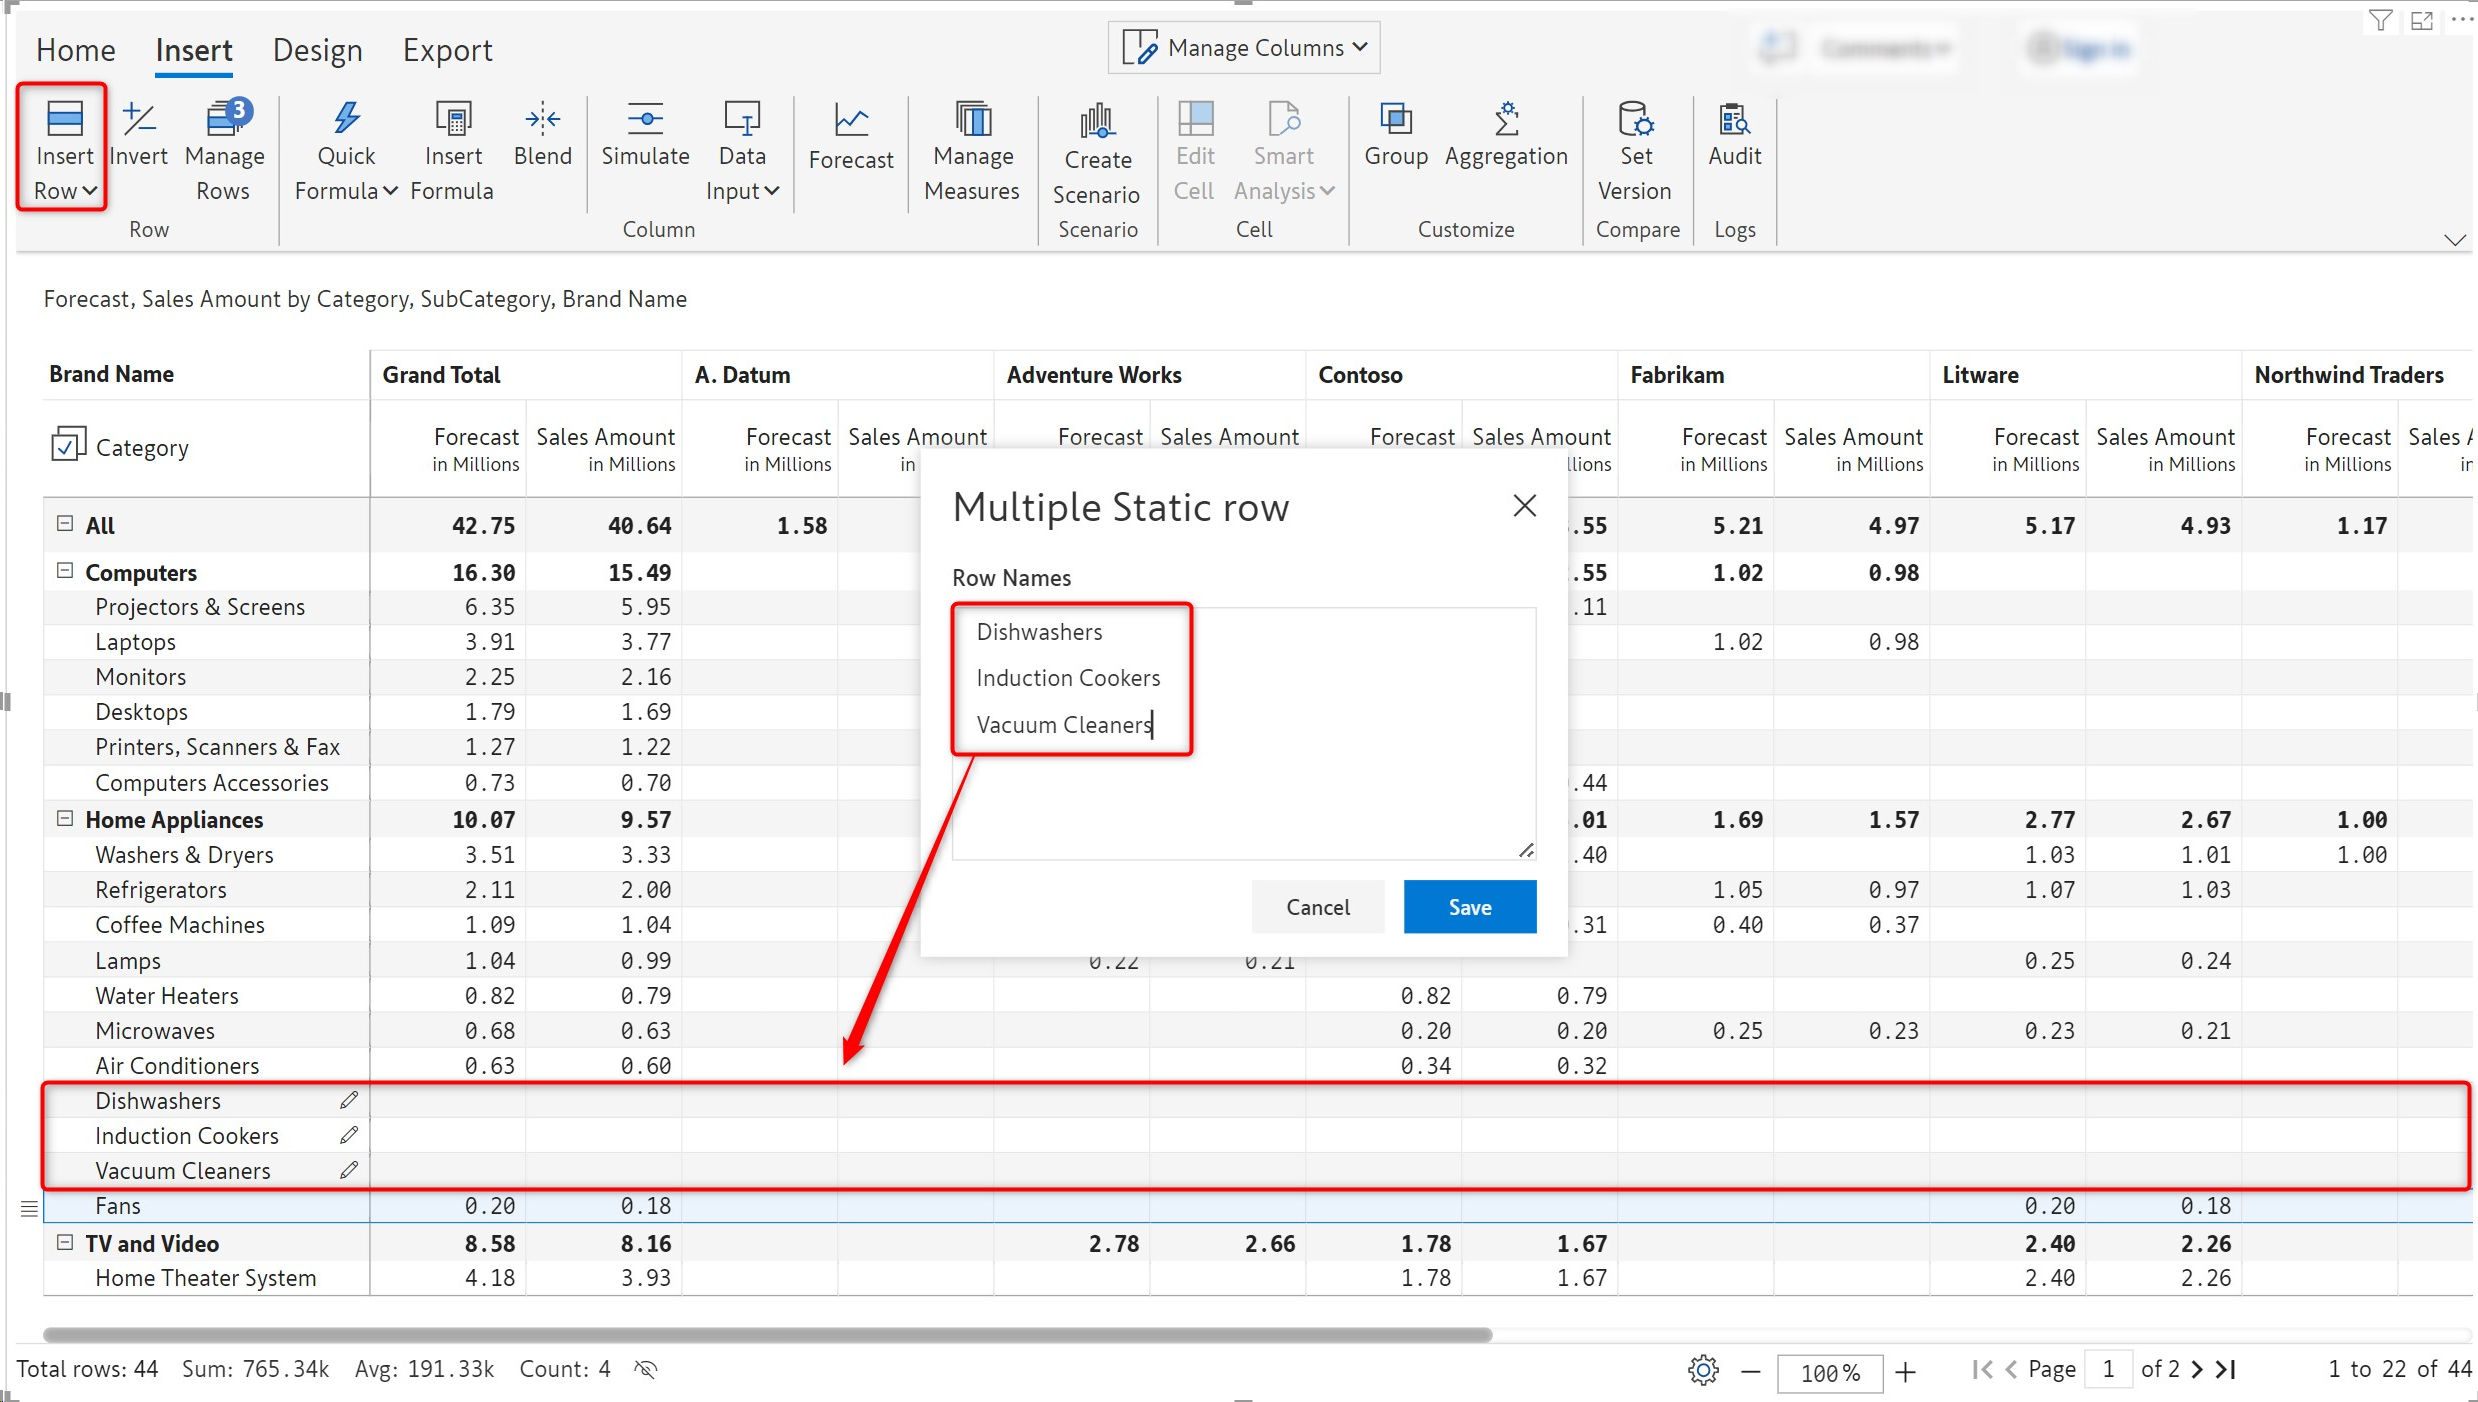 Home Insert Design Export Manage Columns
Insert Row Invert Manage Rows 3 Quick Formula Insert Formula Blend Simulate Data Input Forecast Manage Measures Create Scenario Edit Cell Smart Analysis Group Aggregation Set Version Audit
Row Column Scenario Cell Customize Compare Logs
Forecast, Sales Amount by Category, SubCategory, Brand Name
Brand Name Grand Total A. Datum Adventure Works Contoso Fabrikam Litware Northwind Traders
Category Forecast Sales Amount Forecast Sales Amount Forecast Sales Amount Forecast Sales Amount Forecast Sales Amount Forecast Sales Amount Forecast Sales
in Millions in Millions in Millions in in Millions in Millions in Millions in Millions in Millions
All 42.75 40.64 1.58 .55 5.21 4.97 5.17 4.93 1.17
Computers 16.30 15.49 .55 1.02 0.98
Projectors & Screens 6.35 5.95 .11
Laptops 3.91 3.77 1.02 0.98
Monitors 2.25 2.16
Desktops 1.79 1.69
Printers, Scanners & Fax 1.27 1.22
Computers Accessories 0.73 0.70 .44
Home Appliances 10.07 9.57 .01 1.69 1.57 2.77 2.67 1.00
Washers & Dryers 3.51 3.33 .40 1.03 1.01 1.00
Refrigerators 2.11 2.00 1.05 0.97 1.07 1.03
Coffee Machines 1.09 1.04 .31 0.40 0.37
Lamps 1.04 0.99 0.22 0.21 0.25 0.24
Water Heaters 0.82 0.79 0.82 0.79
Microwaves 0.68 0.63 0.20 0.20 0.25 0.23 0.23 0.21
Air Conditioners 0.63 0.60 0.34 0.32
Dishwashers
Induction Cookers
Vacuum Cleaners
Fans 0.20 0.18 0.20 0.18
TV and Video 8.58 8.16 2.78 2.66 1.78 1.67 2.40 2.26
Home Theater System 4.18 3.93 1.78 1.67 2.40 2.26
Multiple Static row
Row Names
Dishwashers
Induction Cookers
Vacuum Cleaners
Cancel Save
Total rows: 44 Sum: 765.34k Avg: 191.33k Count: 4 100% Page 1 of 2 1 to 22 of 44